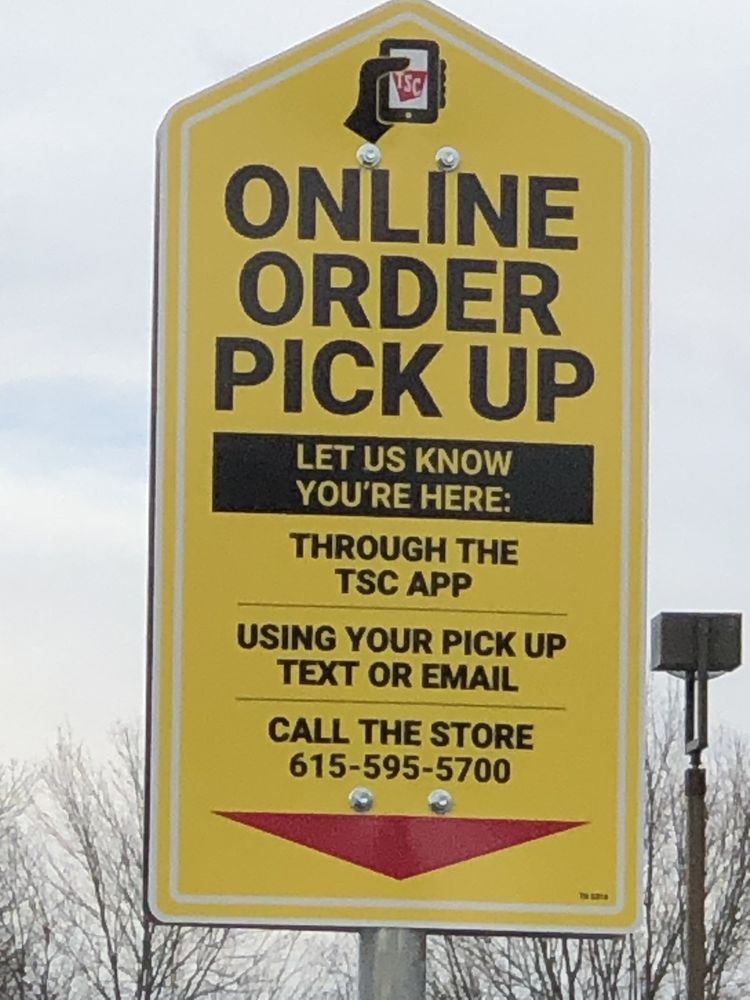 TSC
ONLINE
ORDER
PICK UP
LET US KNOW
YOU'RE HERE:
THROUGH THE
TSC APP
USING YOUR PICK UP
TEXT OR EMAIL
CALL THE STORE
615-595-5700